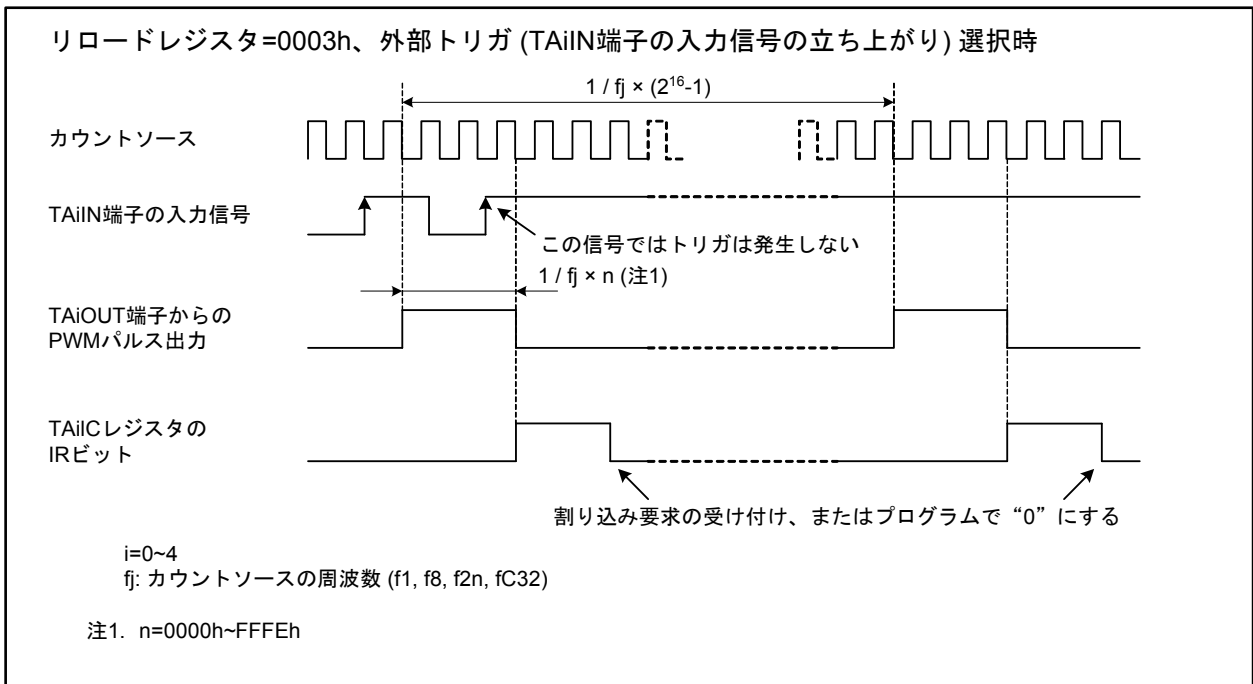 リロードレジスタ=0003h、外部トリガ (TAiIN端子の入力信号の立ち上がり) 選択時
1 / fj × (2¹⁶-1)
カウントソース
TAiIN端子の入力信号
この信号ではトリガは発生しない
1 / fj × n (注1)
TAiOUT端子からの
PWMパルス出力
TAiICレジスタの
IRビット
割り込み要求の受け付け、またはプログラムで“0”にする
i=0~4
fj: カウントソースの周波数 (f1, f8, f2n, fC32)
注1. n=0000h~FFFEh